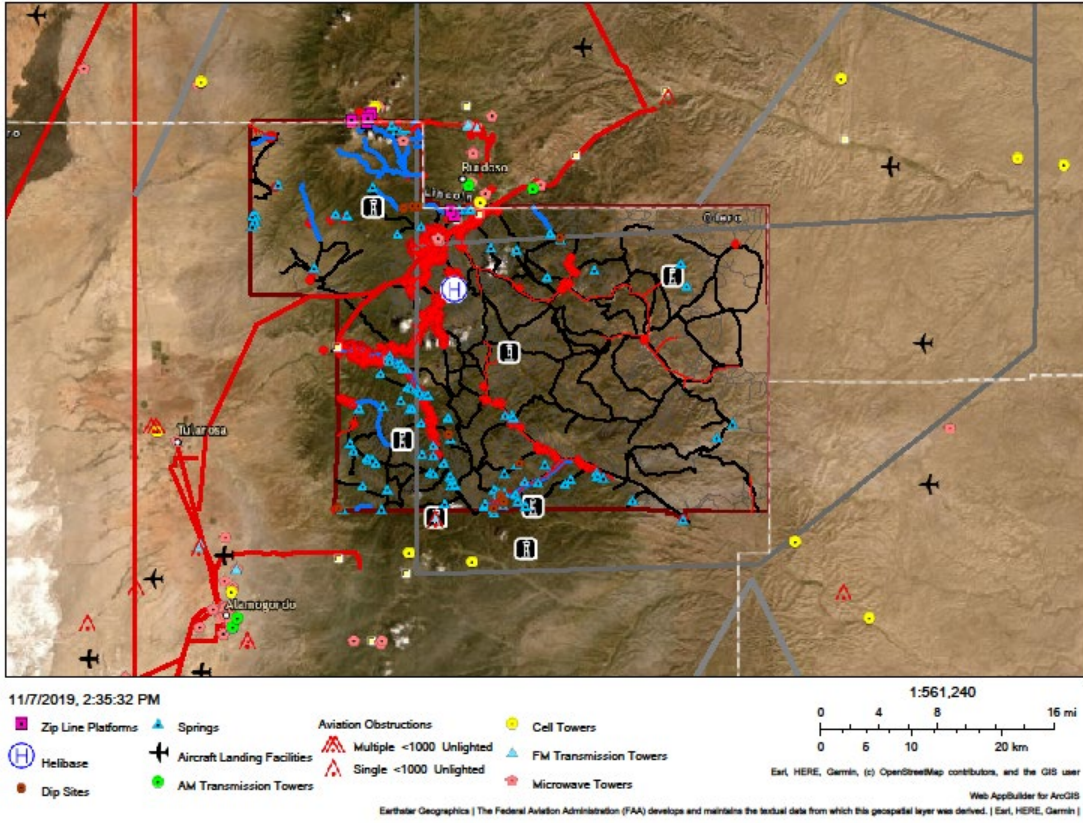 ro
Ruidoso
Lincoln
Otero
Tularosa
Alamogordo
11/7/2019, 2:35:32 PM
1:561,240
Zip Line Platforms
Springs
Aviation Obstructions
Cell Towers
0 4 8 16 mi
Helibase
Aircraft Landing Facilities
Multiple <1000 Unlighted
FM Transmission Towers
0 5 10 20 km
Dip Sites
AM Transmission Towers
Single <1000 Unlighted
Microwave Towers
Esri, HERE, Garmin, (c) OpenStreetMap contributors, and the GIS user
Web AppBuilder for ArcGIS
Earthstar Geographics | The Federal Aviation Administration (FAA) develops and maintains the textual data from which this geospatial layer was derived. | Esri, HERE, Garmin |